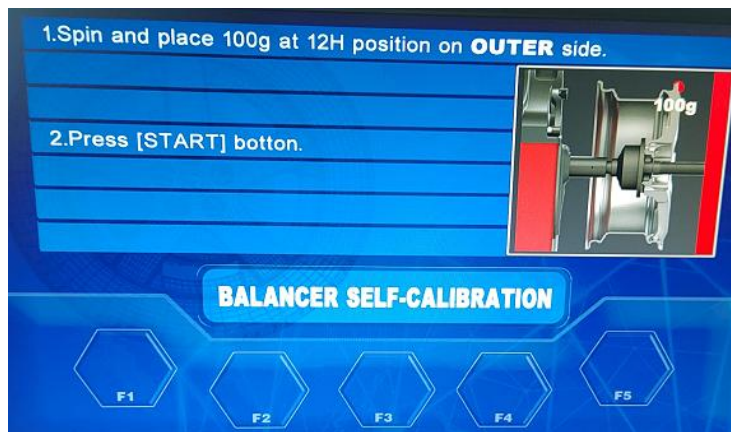 1.Spin and place 100g at 12H position on OUTER side.
100g
2.Press [START] botton.
BALANCER SELF-CALIBRATION
F1
F2
F3
F4
F5